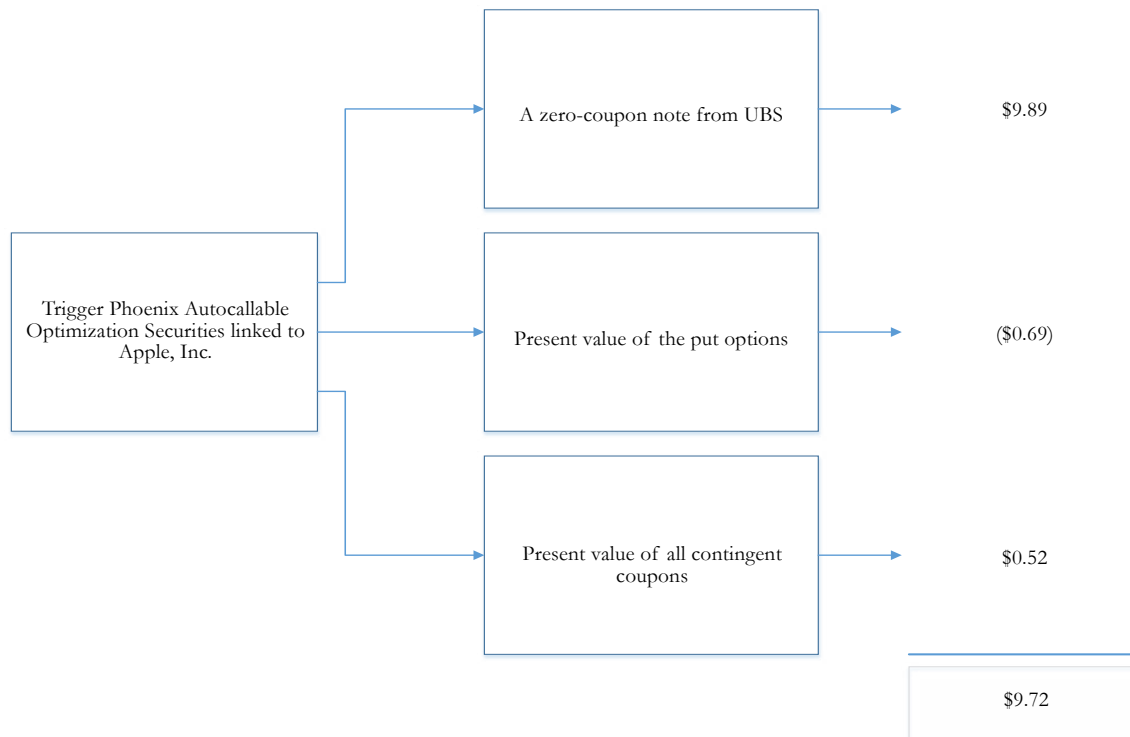 A zero-coupon note from UBS
$9.89
Trigger Phoenix Autocallable
Optimization Securities linked to
Apple, Inc.
Present value of the put options
($0.69)
Present value of all contingent
coupons
$0.52
$9.72